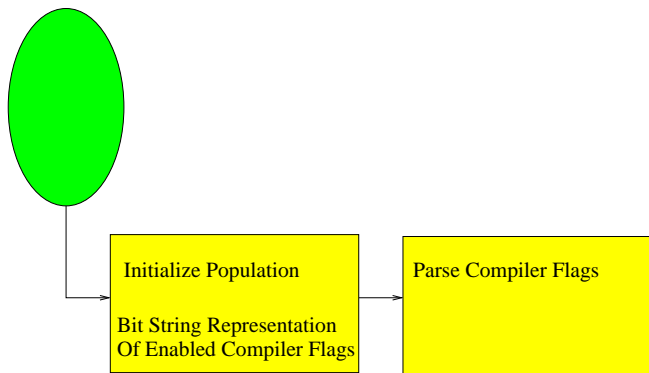 Initialize Population
Bit String Representation
Of Enabled Compiler Flags
Parse Compiler Flags